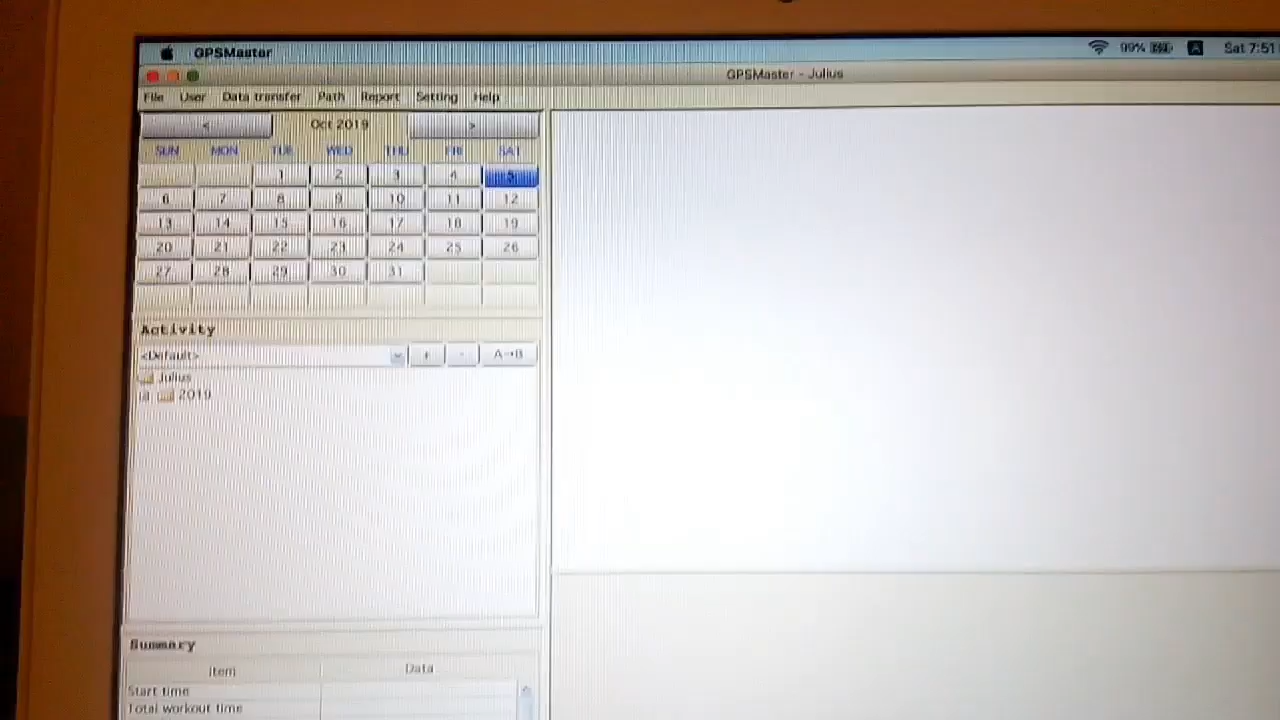 GPSMaster
99%
A
Sat 7:51
GPSMaster - Julius
File User Data transfer Path Report Setting Help
< Oct 2019 >
SUN MON TUE WED THU FRI SAT
1 2 3 4 5
6 7 8 9 10 11 12
13 14 15 16 17 18 19
20 21 22 23 24 25 26
27 28 29 30 31
Activity
<Default> + - A→B
Julius
2019
Summary
Item Data
Start time
Total workout time